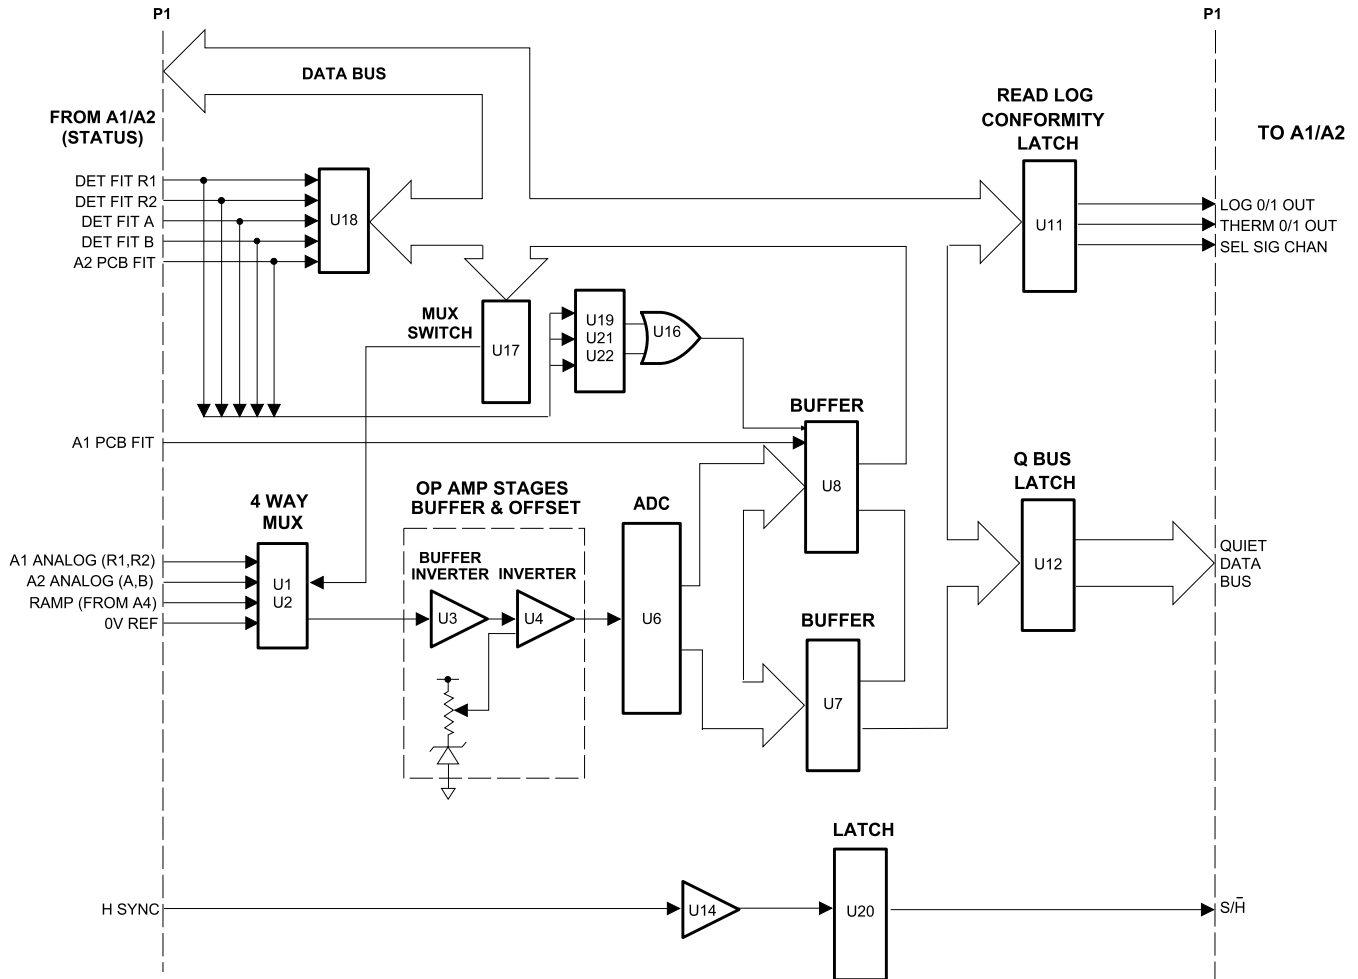 P1
P1
DATA BUS
FROM A1/A2
(STATUS)
READ LOG
CONFORMITY
LATCH
TO A1/A2
DET FIT R1
DET FIT R2
DET FIT A
DET FIT B
A2 PCB FIT
U18
U11
LOG 0/1 OUT
THERM 0/1 OUT
SEL SIG CHAN
MUX
SWITCH
U17
U19
U21
U22
U16
A1 PCB FIT
BUFFER
U8
4 WAY
MUX
OP AMP STAGES
BUFFER & OFFSET
ADC
Q BUS
LATCH
A1 ANALOG (R1,R2)
A2 ANALOG (A,B)
RAMP (FROM A4)
0V REF
U1
U2
BUFFER
INVERTER
INVERTER
U3
U4
U6
BUFFER
U7
U12
QUIET
DATA
BUS
LATCH
H SYNC
U14
U20
S/H̄